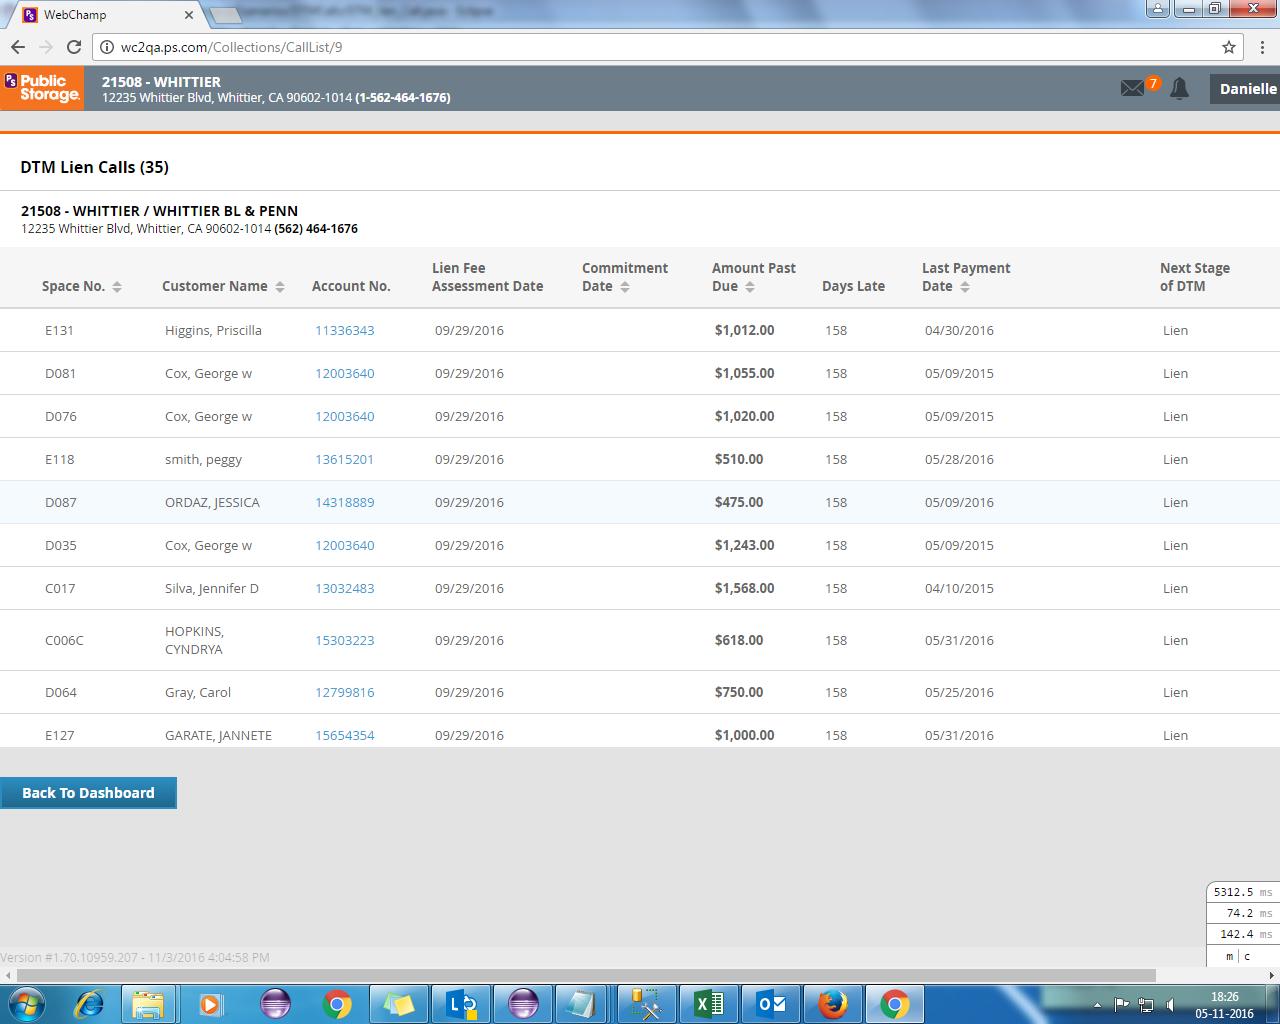 WebChamp
wc2qa.ps.com/Collections/CallList/9
PS Public Storage.
21508 - WHITTIER
12235 Whittier Blvd, Whittier, CA 90602-1014 (1-562-464-1676)
7
Danielle
DTM Lien Calls (35)
21508 - WHITTIER / WHITTIER BL & PENN
12235 Whittier Blvd, Whittier, CA 90602-1014 (562) 464-1676
Space No. Customer Name Account No. Lien Fee Assessment Date Commitment Date Amount Past Due Days Late Last Payment Date Next Stage of DTM
E131 Higgins, Priscilla 11336343 09/29/2016 $1,012.00 158 04/30/2016 Lien
D081 Cox, George w 12003640 09/29/2016 $1,055.00 158 05/09/2015 Lien
D076 Cox, George w 12003640 09/29/2016 $1,020.00 158 05/09/2015 Lien
E118 smith, peggy 13615201 09/29/2016 $510.00 158 05/28/2016 Lien
D087 ORDAZ, JESSICA 14318889 09/29/2016 $475.00 158 05/09/2016 Lien
D035 Cox, George w 12003640 09/29/2016 $1,243.00 158 05/09/2015 Lien
C017 Silva, Jennifer D 13032483 09/29/2016 $1,568.00 158 04/10/2015 Lien
C006C HOPKINS, CYNDRYA 15303223 09/29/2016 $618.00 158 05/31/2016 Lien
D064 Gray, Carol 12799816 09/29/2016 $750.00 158 05/25/2016 Lien
E127 GARATE, JANNETE 15654354 09/29/2016 $1,000.00 158 05/31/2016 Lien
Back To Dashboard
5312.5 ms
74.2 ms
142.4 ms
m | c
Version #1.70.10959.207 - 11/3/2016 4:04:58 PM
18:26
05-11-2016